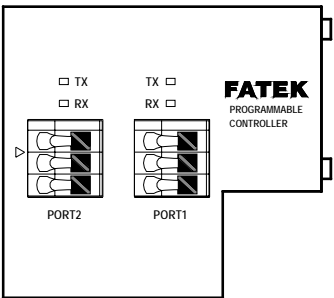 TX TX
RX RX
FATEK
PROGRAMMABLE
CONTROLLER
PORT2 PORT1